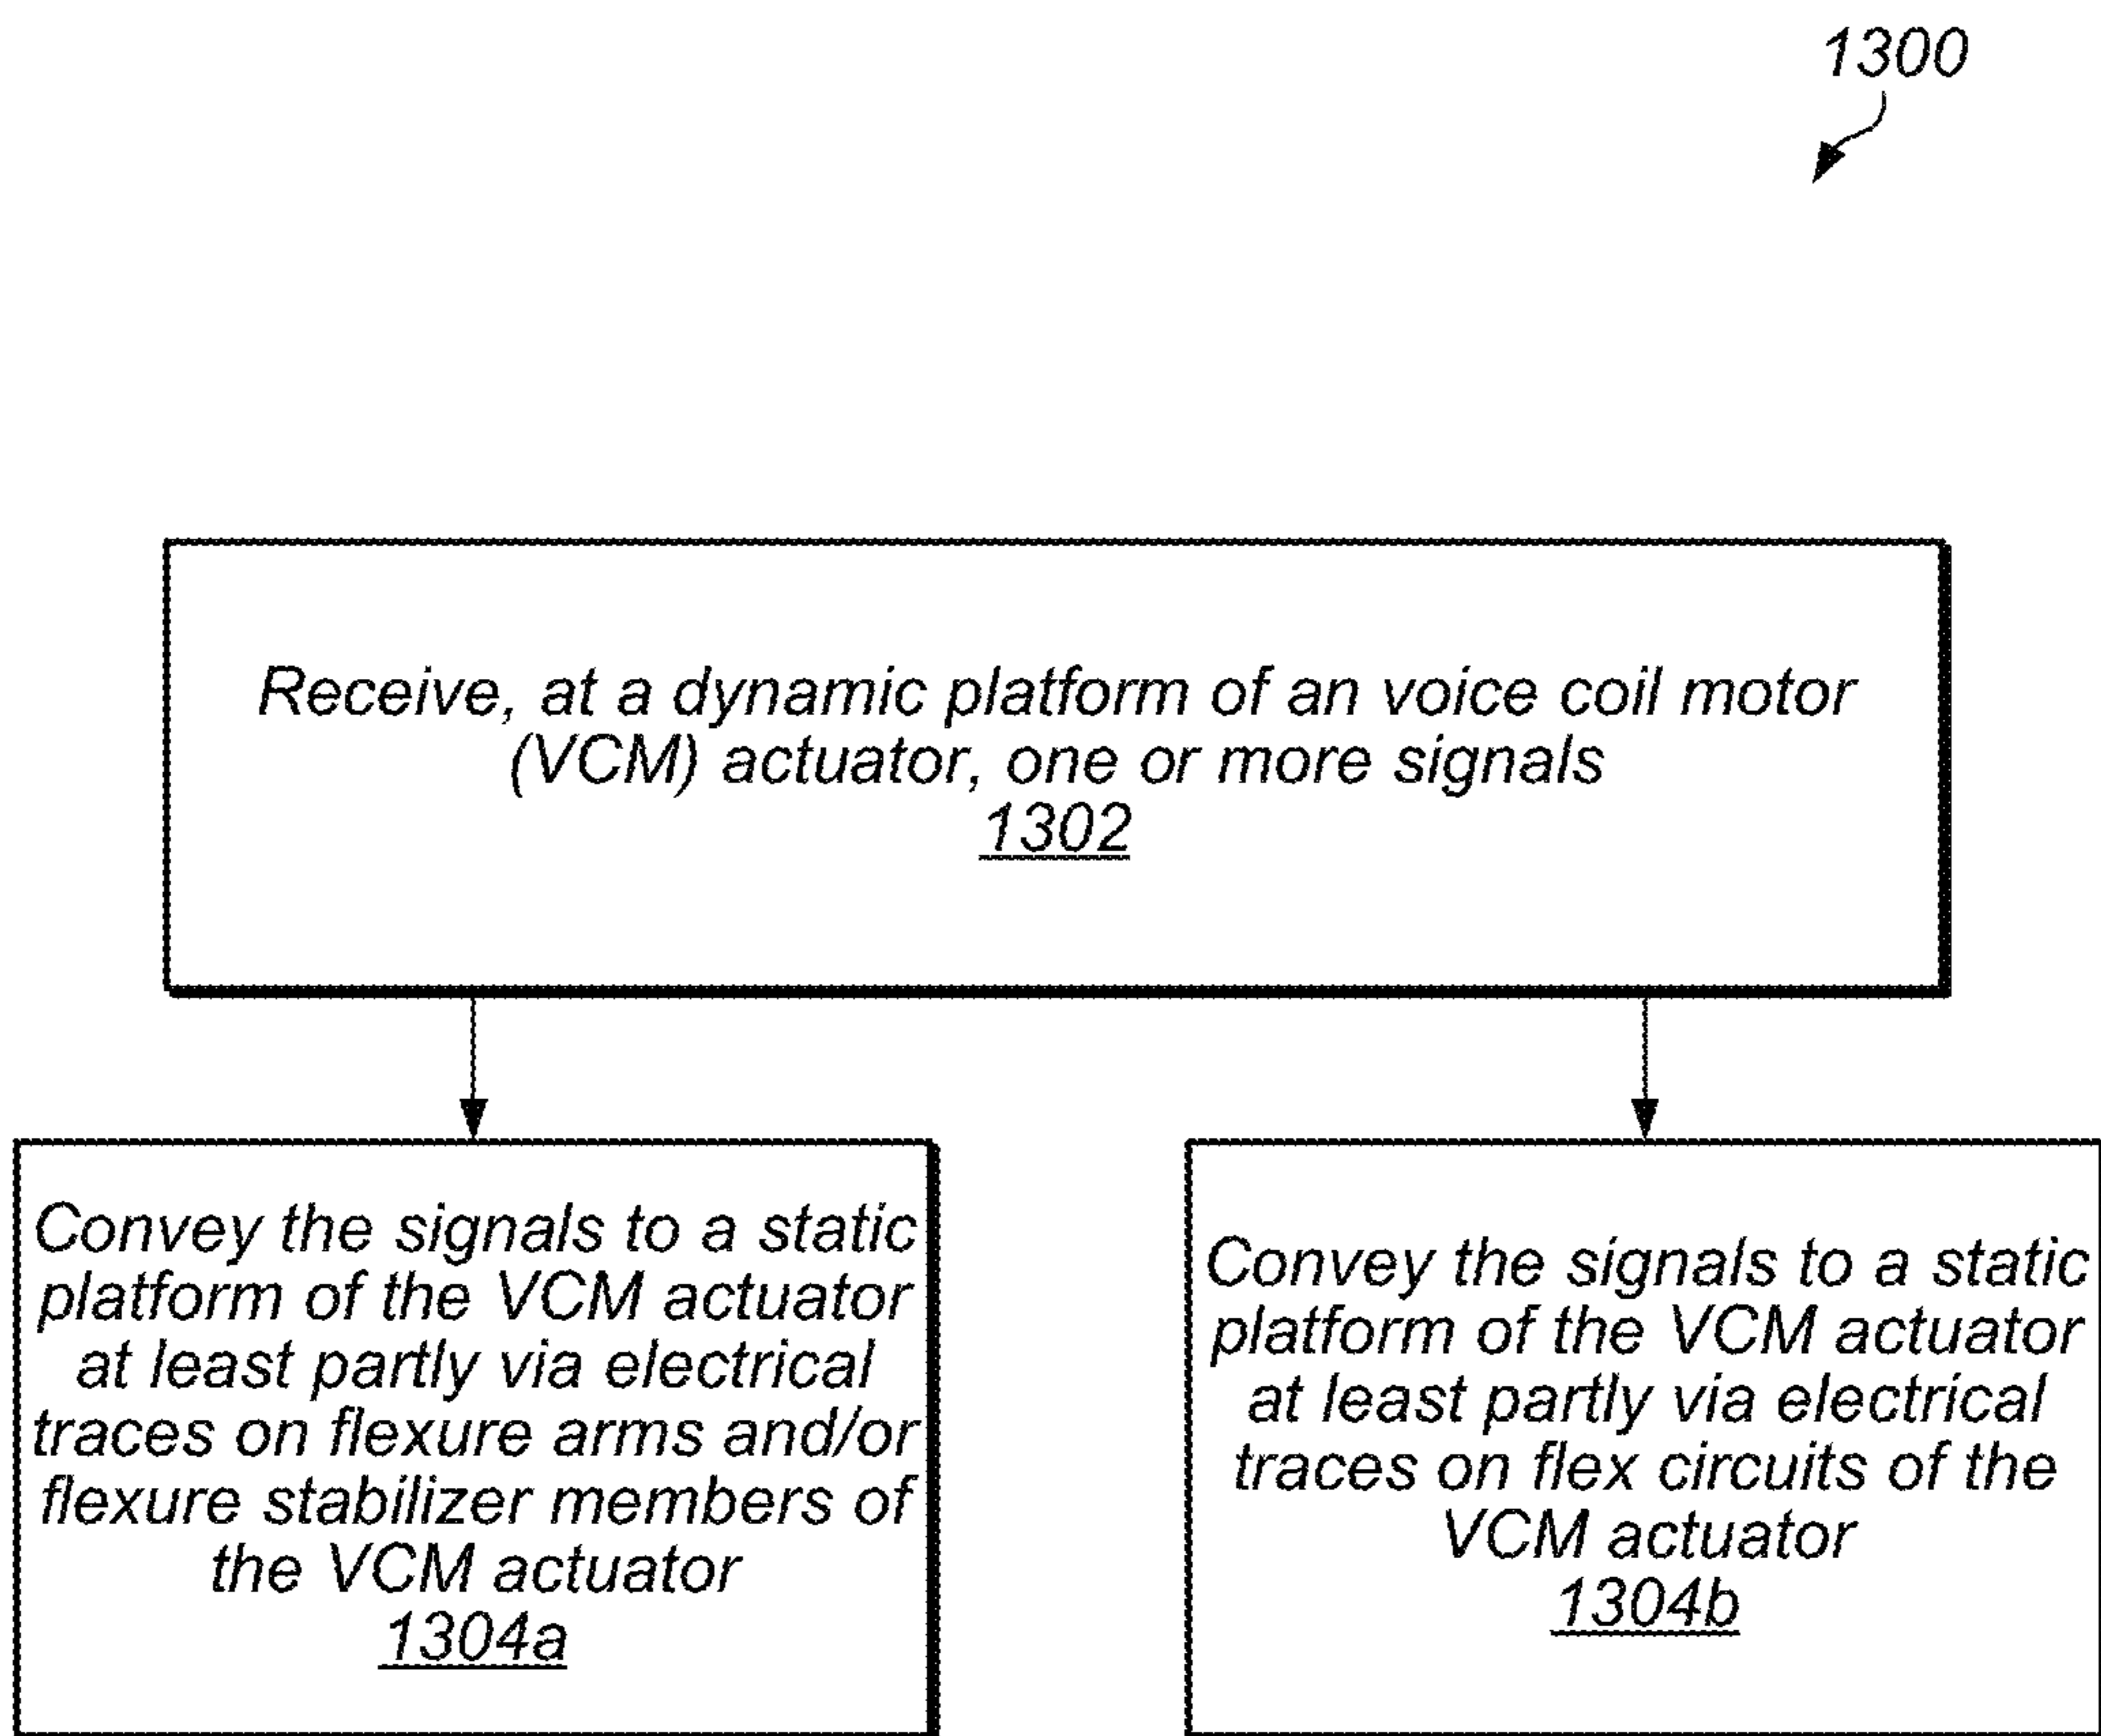 1300
Receive, at a dynamic platform of an voice coil motor
(VCM) actuator, one or more signals
1302
Convey the signals to a static
platform of the VCM actuator
at least partly via electrical
traces on flexure arms and/or
flexure stabilizer members of
the VCM actuator
1304a
Convey the signals to a static
platform of the VCM actuator
at least partly via electrical
traces on flex circuits of the
VCM actuator
1304b